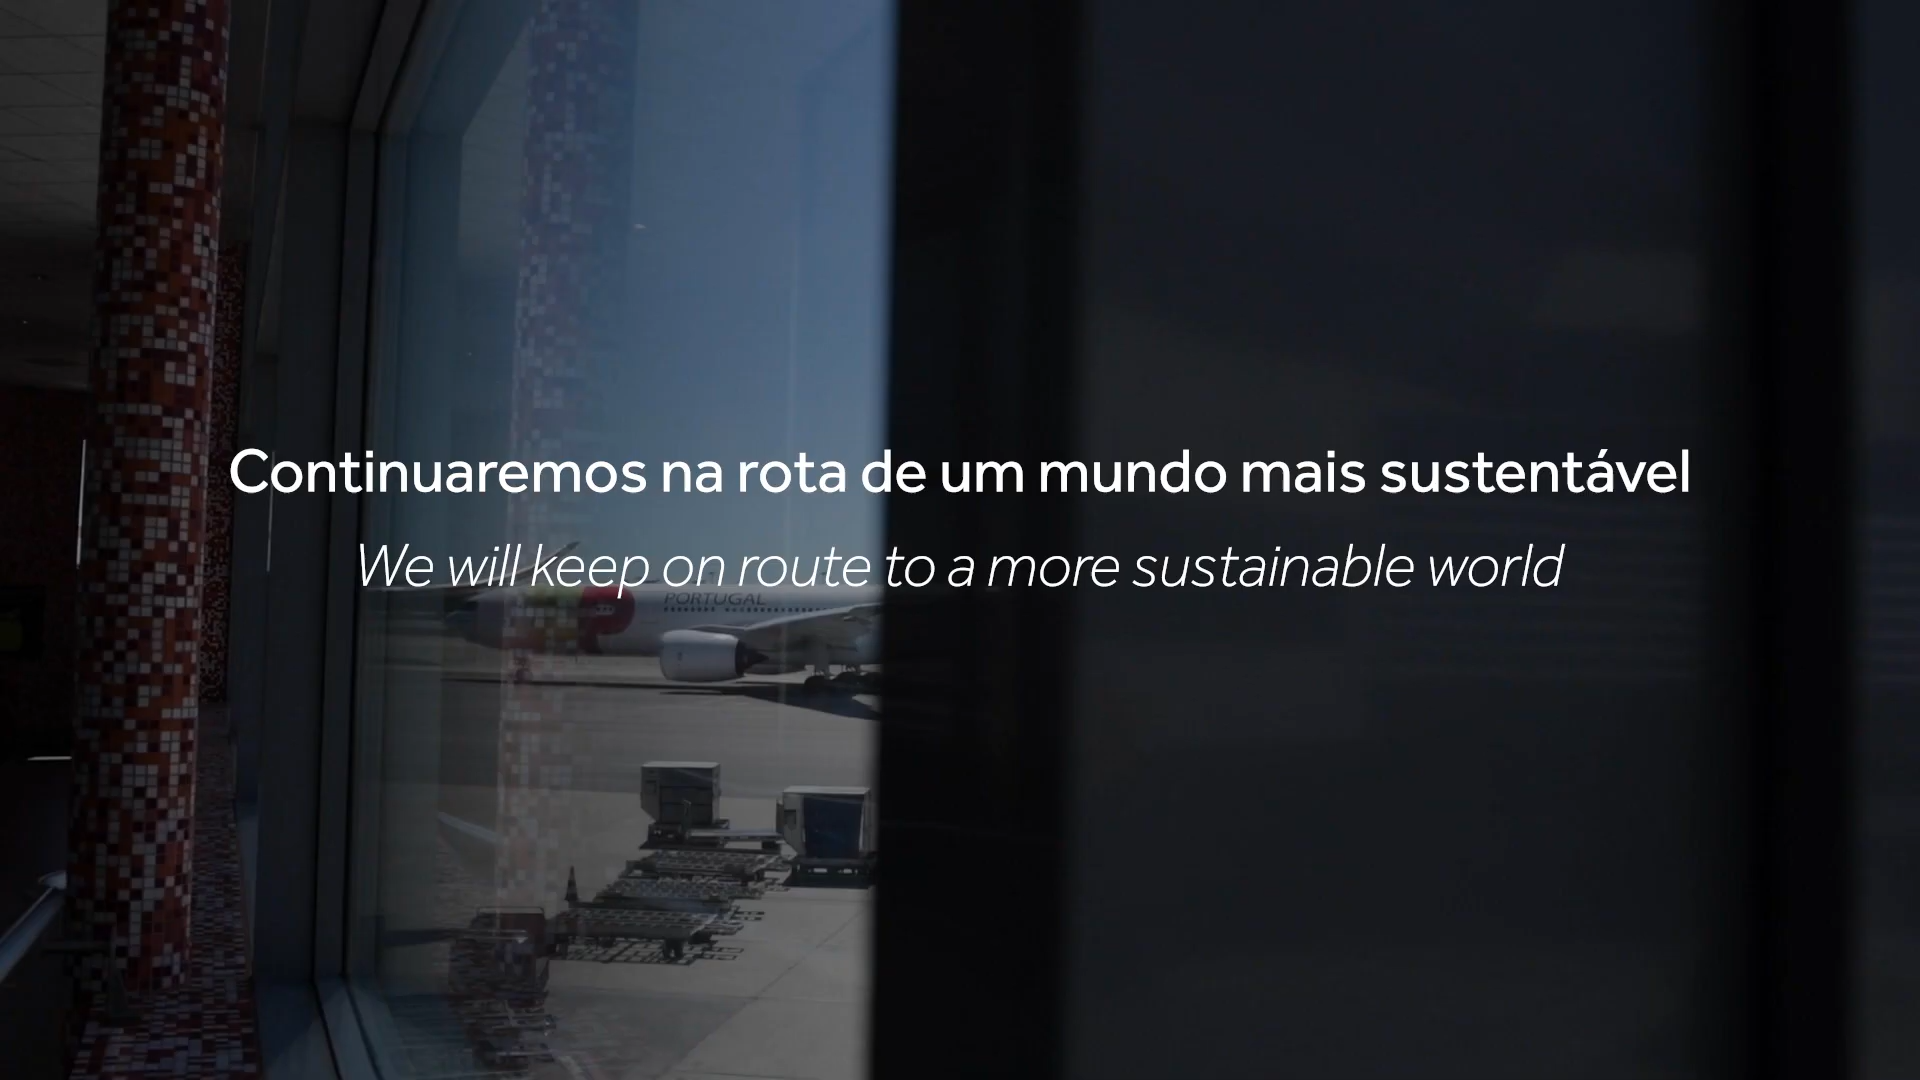 Continuaremos na rota de um mundo mais sustentável
We will keep on route to a more sustainable world
PORTUGAL